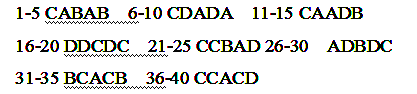 1-5 CABAB 6-10 CDADA 11-15 CAADB
16-20 DDCDC 21-25 CCBAD 26-30 ADBDC
31-35 BCACB 36-40 CCACD